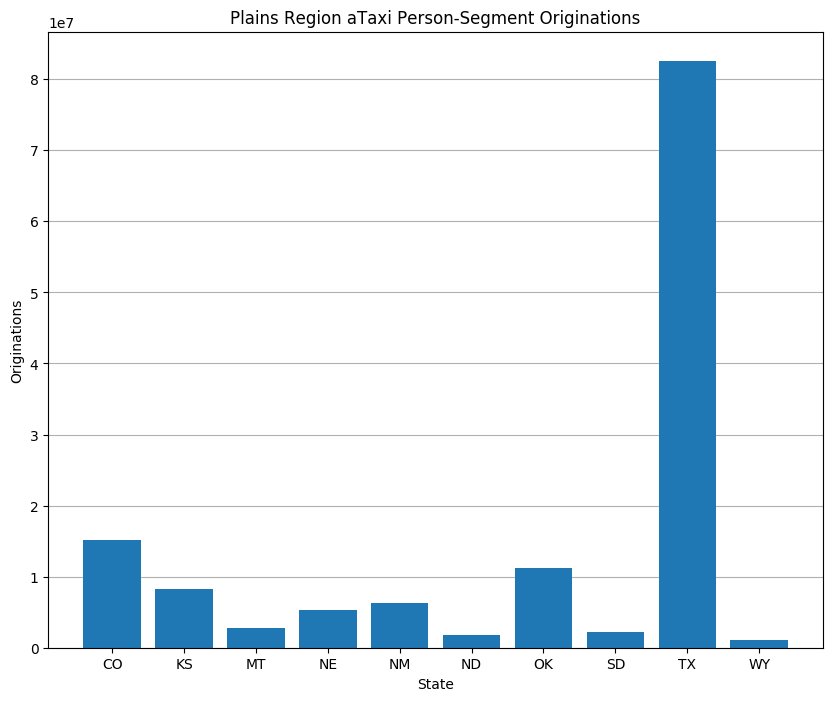 Plains Region aTaxi Person-Segment Originations
1e7
8
7
6
5
4
3
2
1
0
Originations
CO KS MT NE NM ND OK SD TX WY
State